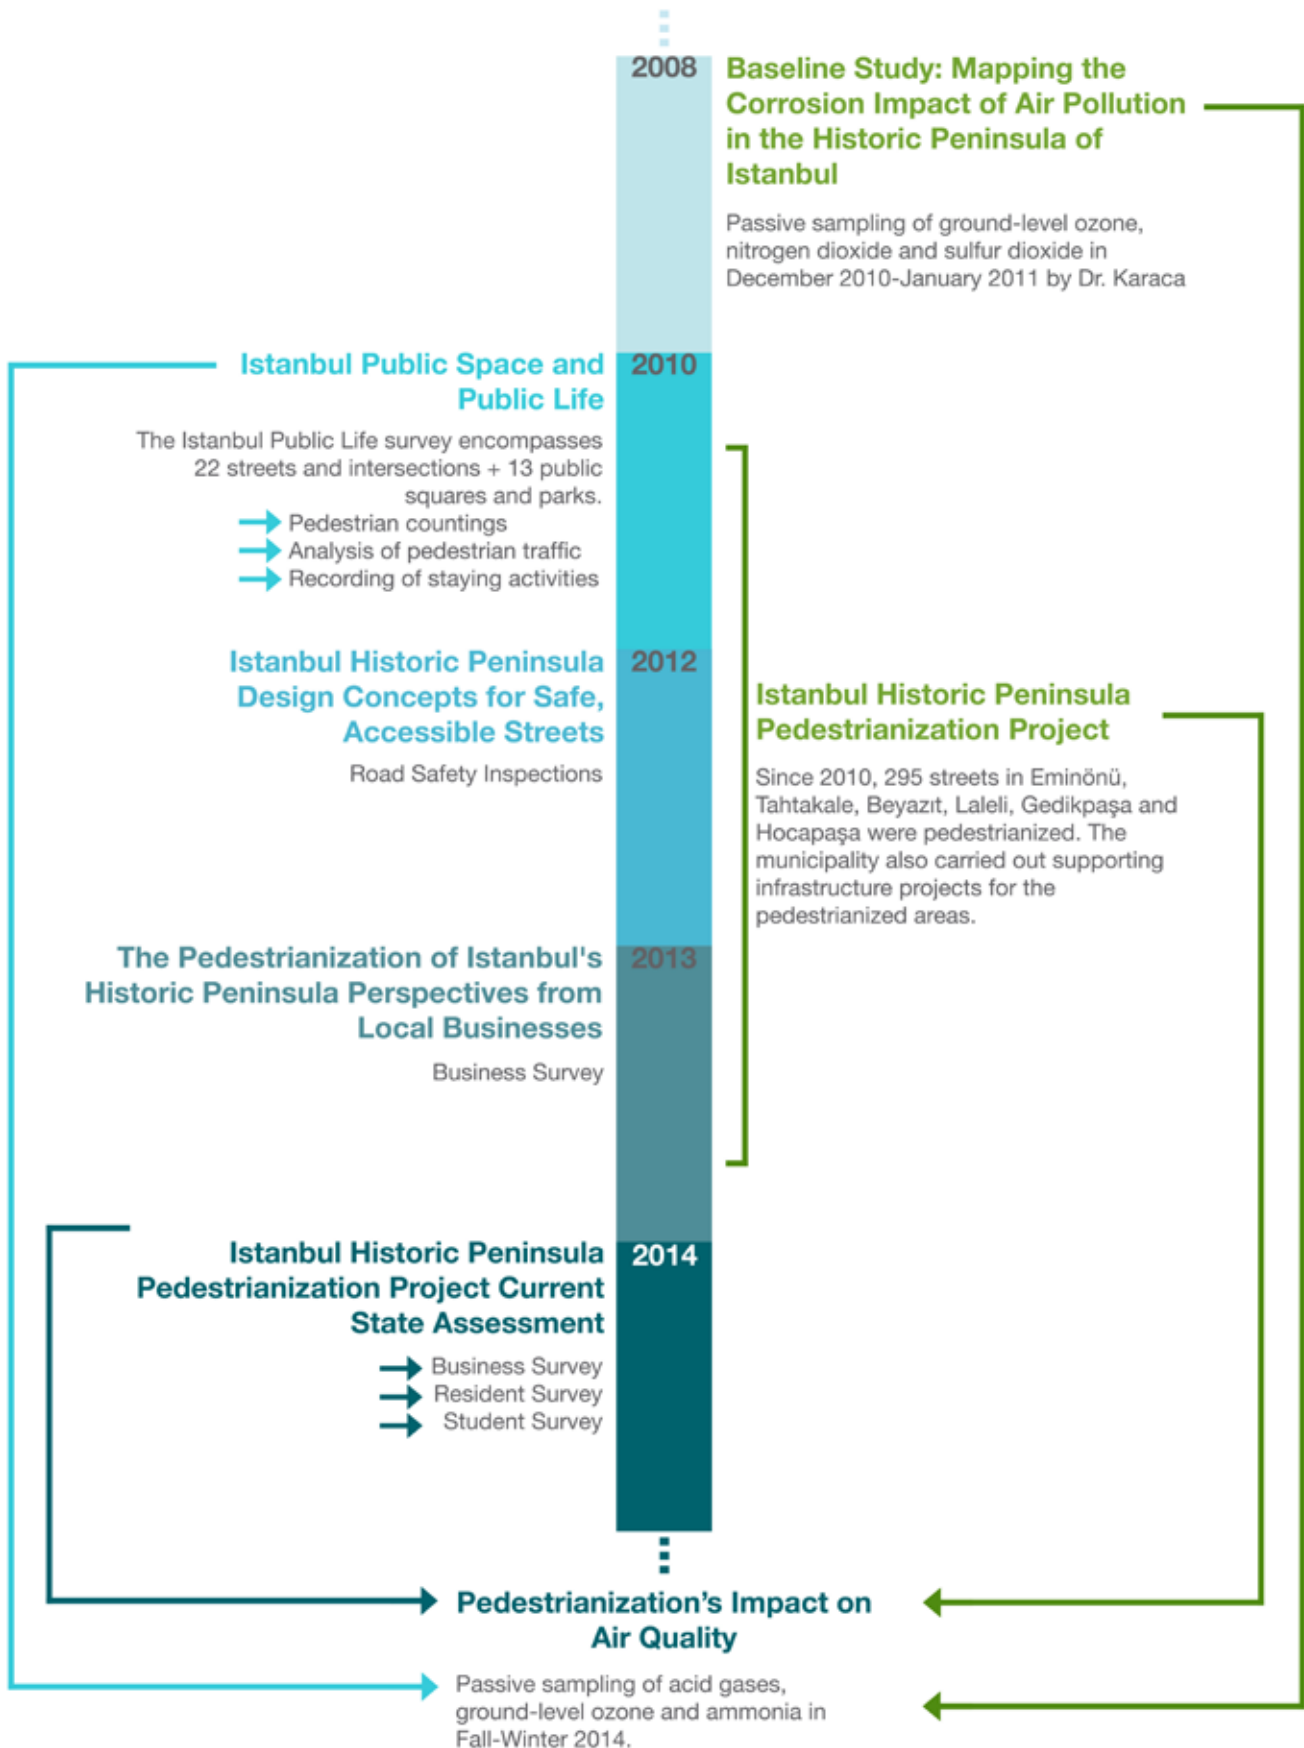 2008
Baseline Study: Mapping the
Corrosion Impact of Air Pollution
in the Historic Peninsula of
Istanbul
Passive sampling of ground-level ozone,
nitrogen dioxide and sulfur dioxide in
December 2010-January 2011 by Dr. Karaca
Istanbul Public Space and
Public Life
2010
The Istanbul Public Life survey encompasses
22 streets and intersections + 13 public
squares and parks.
Pedestrian countings
Analysis of pedestrian traffic
Recording of staying activities
Istanbul Historic Peninsula
Design Concepts for Safe,
Accessible Streets
2012
Road Safety Inspections
Istanbul Historic Peninsula
Pedestrianization Project
Since 2010, 295 streets in Eminönü,
Tahtakale, Beyazıt, Laleli, Gedikpaşa and
Hocapaşa were pedestrianized. The
municipality also carried out supporting
infrastructure projects for the
pedestrianized areas.
The Pedestrianization of Istanbul's
Historic Peninsula Perspectives from
Local Businesses
2013
Business Survey
Istanbul Historic Peninsula
Pedestrianization Project Current
State Assessment
2014
Business Survey
Resident Survey
Student Survey
Pedestrianization’s Impact on
Air Quality
Passive sampling of acid gases,
ground-level ozone and ammonia in
Fall-Winter 2014.